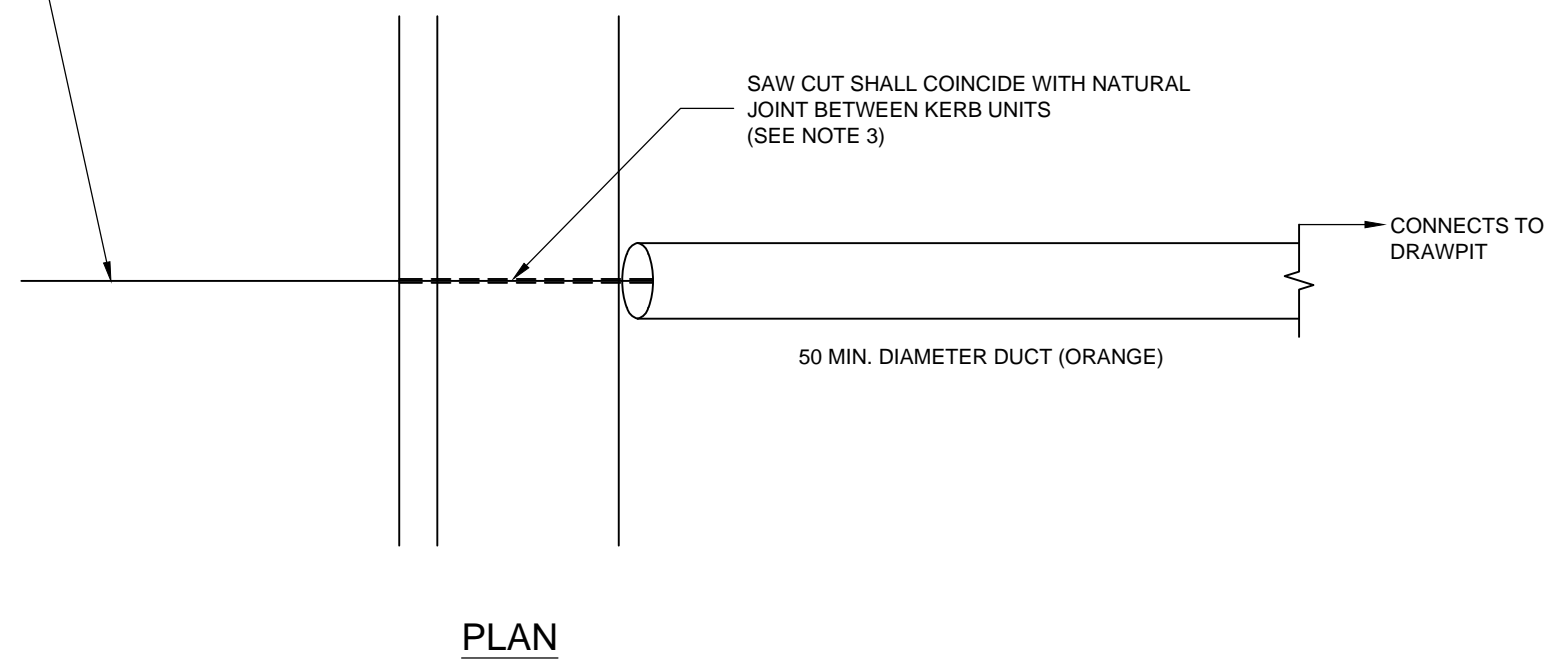 SAW CUT SHALL COINCIDE WITH NATURAL
JOINT BETWEEN KERB UNITS
(SEE NOTE 3)
CONNECTS TO
DRAWPIT
50 MIN. DIAMETER DUCT (ORANGE)
PLAN